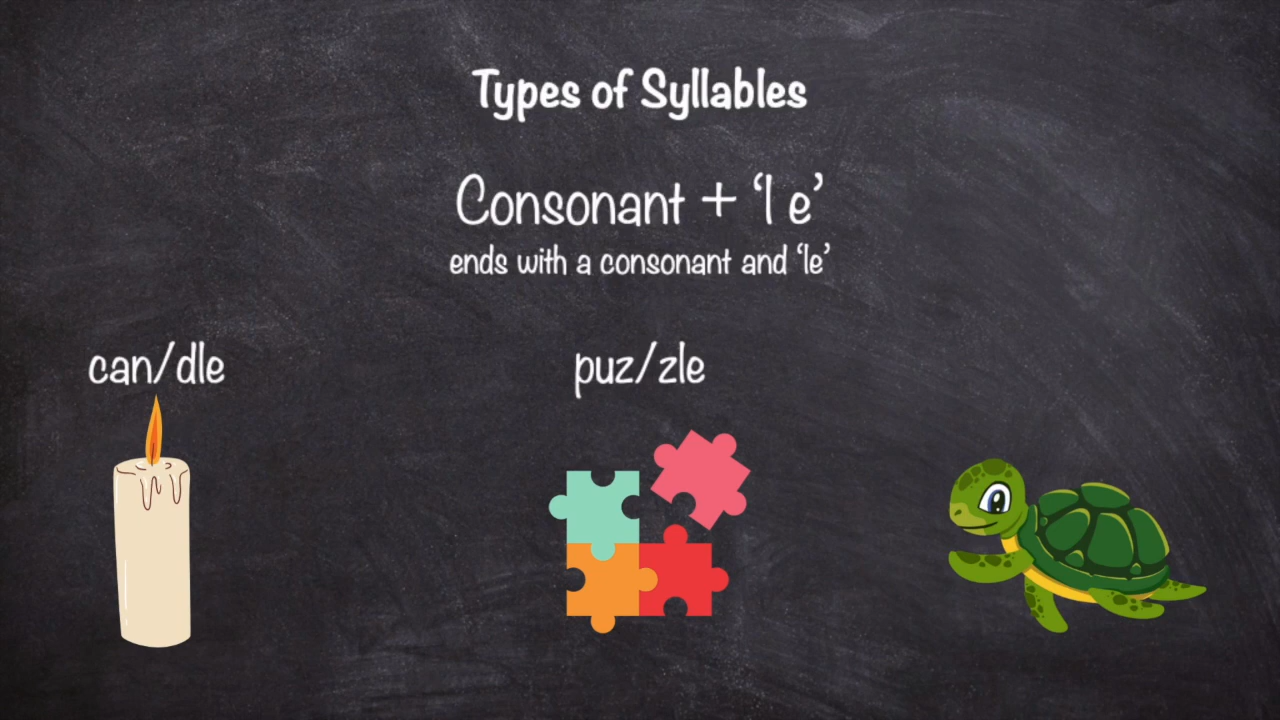 Types of Syllables
Consonant + ‘l e’
ends with a consonant and ‘le’
can/dle
puz/zle